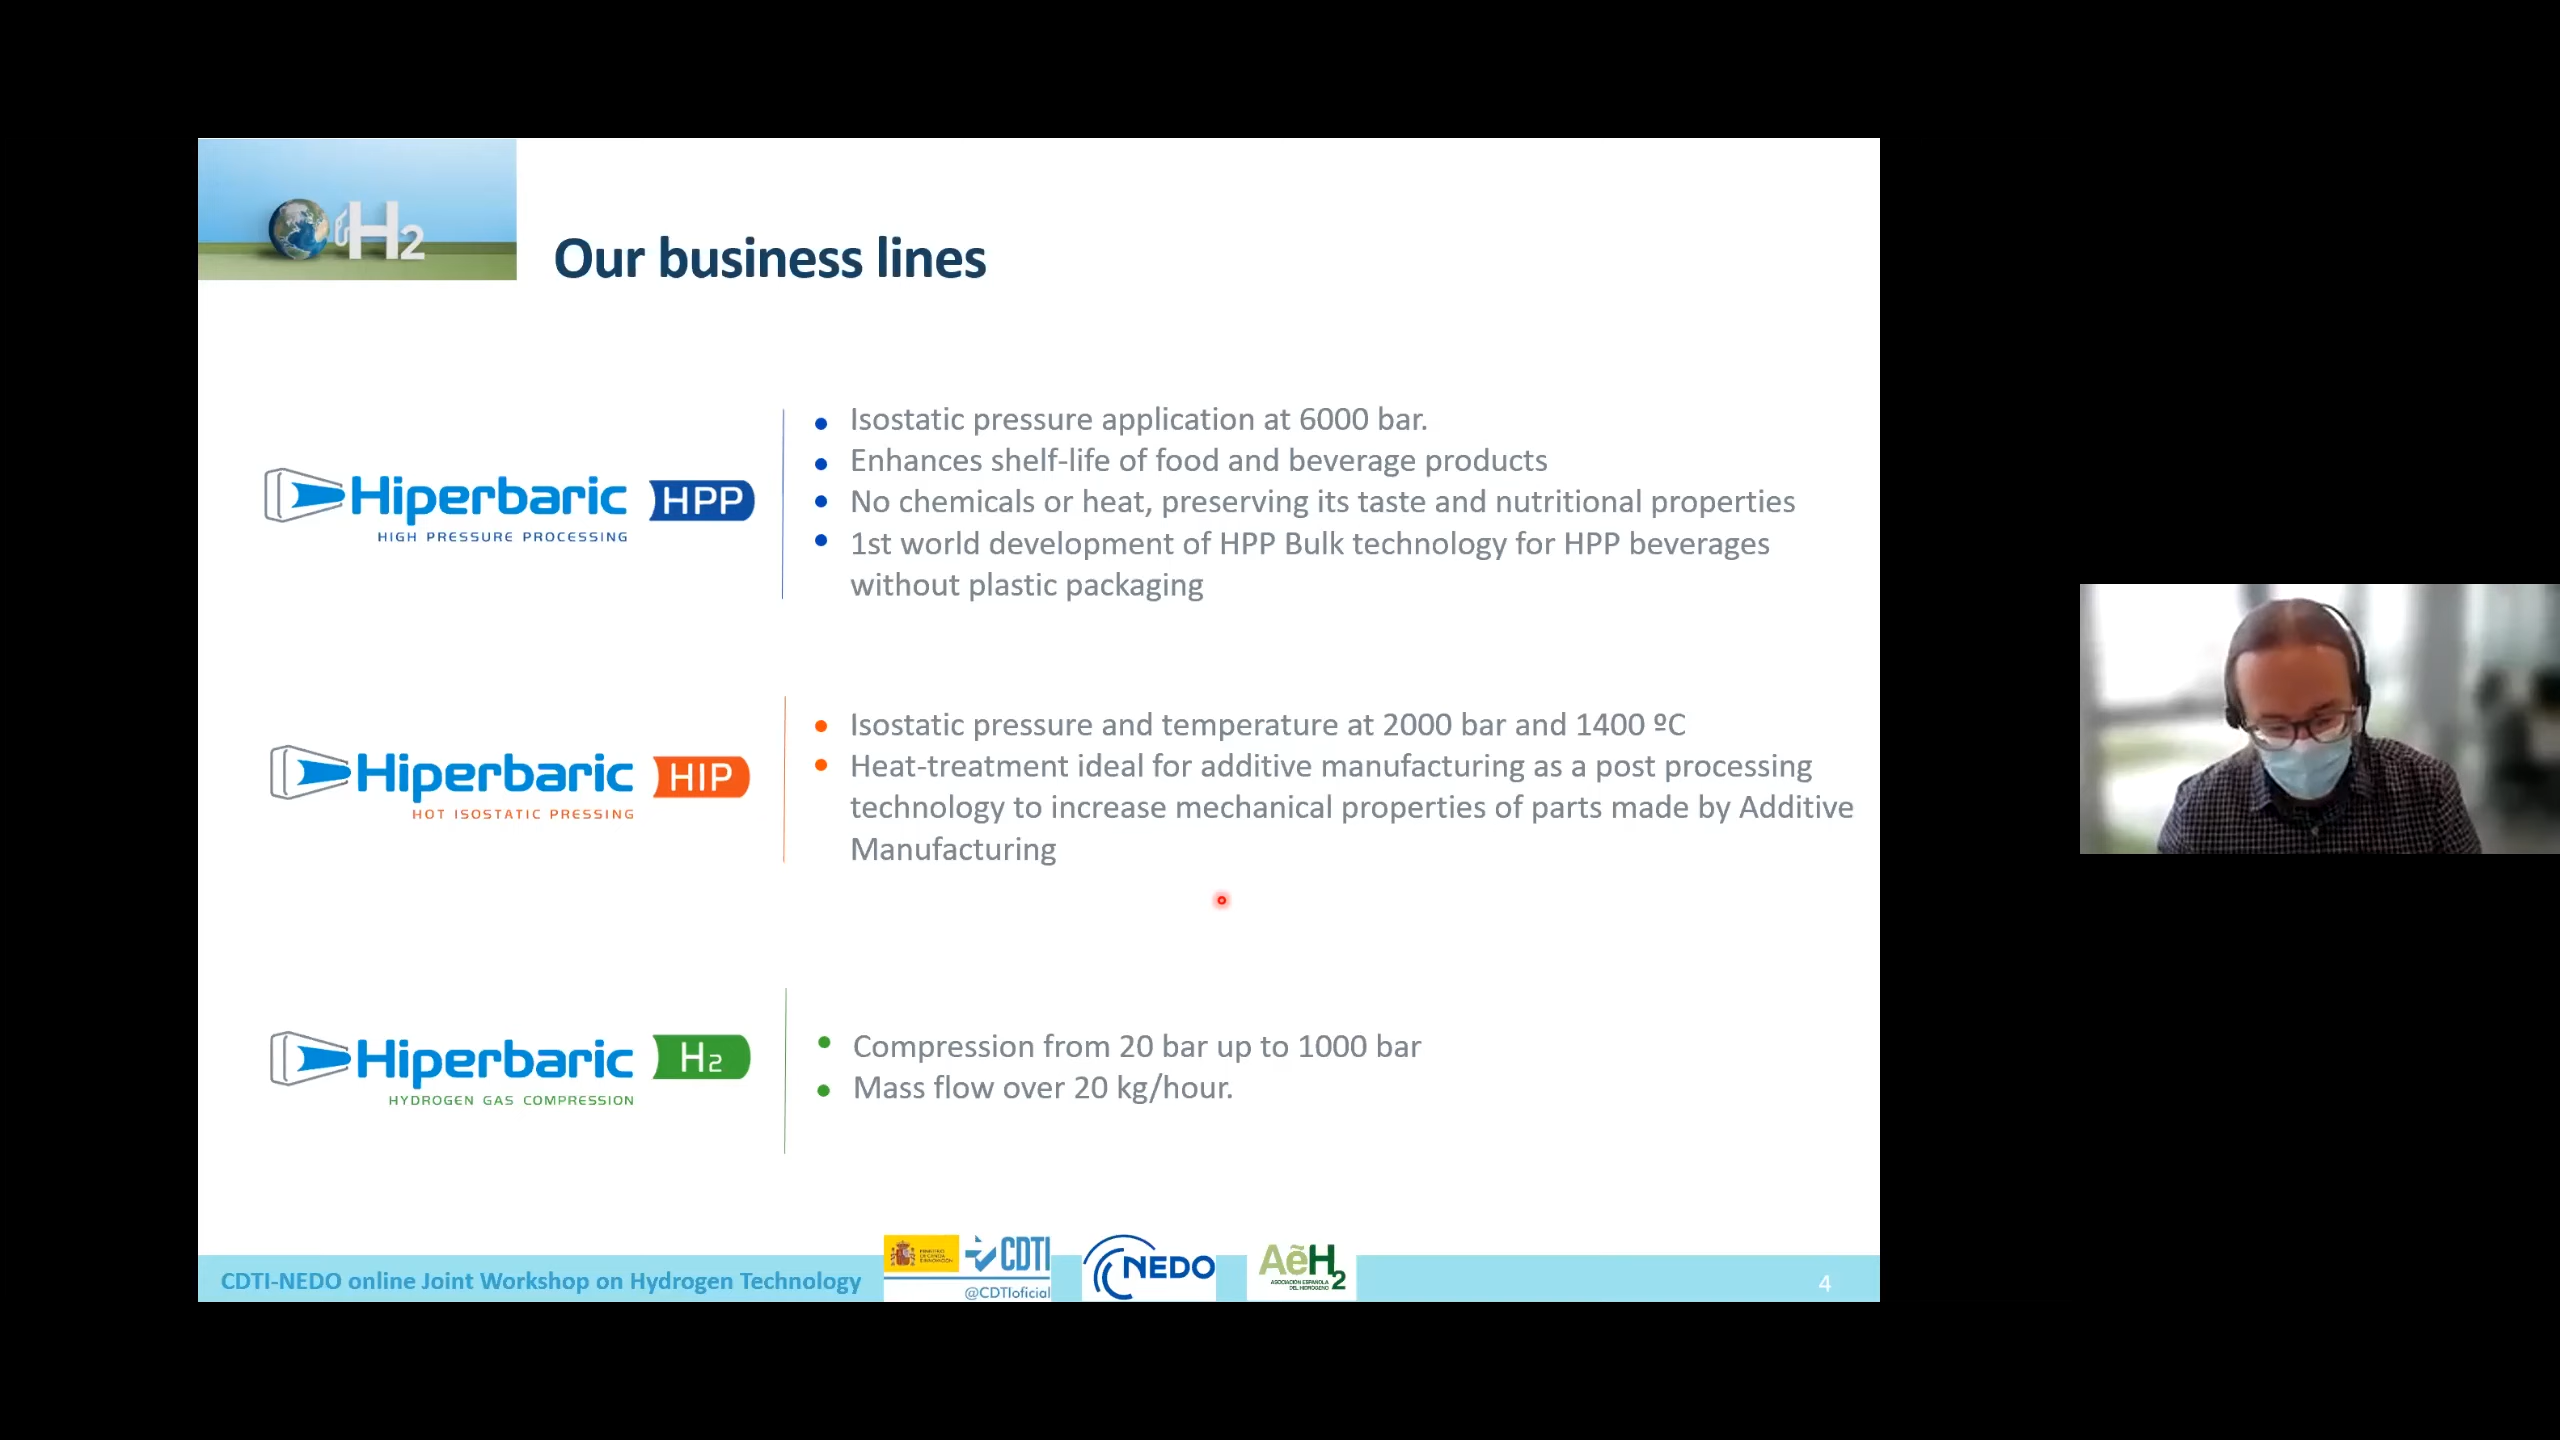 H2
Our business lines
Hiperbaric HPP
HIGH PRESSURE PROCESSING
Isostatic pressure application at 6000 bar.
Enhances shelf-life of food and beverage products
No chemicals or heat, preserving its taste and nutritional properties
1st world development of HPP Bulk technology for HPP beverages
without plastic packaging
Hiperbaric HIP
HOT ISOSTATIC PRESSING
Isostatic pressure and temperature at 2000 bar and 1400 ºC
Heat-treatment ideal for additive manufacturing as a post processing
technology to increase mechanical properties of parts made by Additive
Manufacturing
Hiperbaric H2
HYDROGEN GAS COMPRESSION
Compression from 20 bar up to 1000 bar
Mass flow over 20 kg/hour.
CDTI-NEDO online Joint Workshop on Hydrogen Technology
CDTI
@CDTIoficial
NEDO
AeH2
ASOCIACIÓN ESPAÑOLA
DEL HIDRÓGENO
4